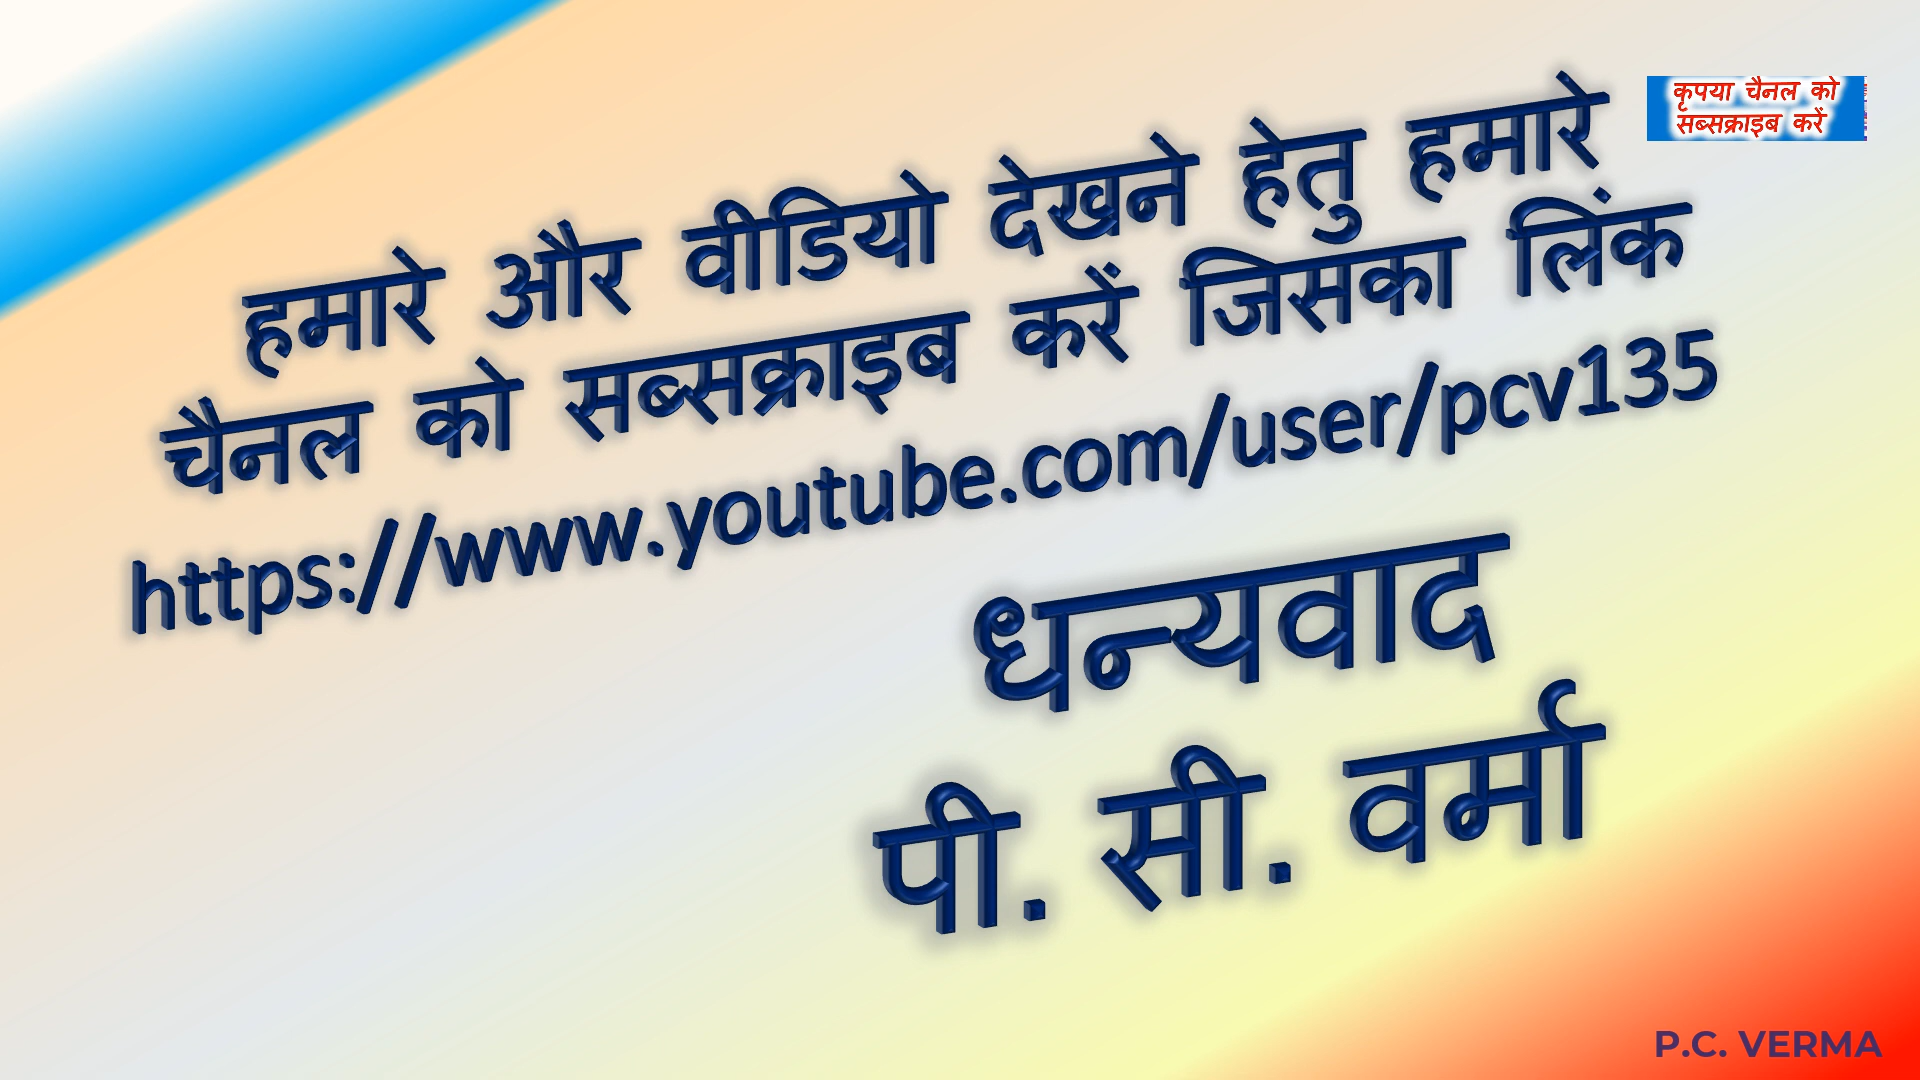 कृपया चैनल को
सब्सक्राइब करें
हमारे और वीडियो देखने हेतु हमारे
चैनल को सब्सक्राइब करें जिसका लिंक
https://www.youtube.com/user/pcv135
धन्यवाद
पी. सी. वर्मा
P.C. VERMA